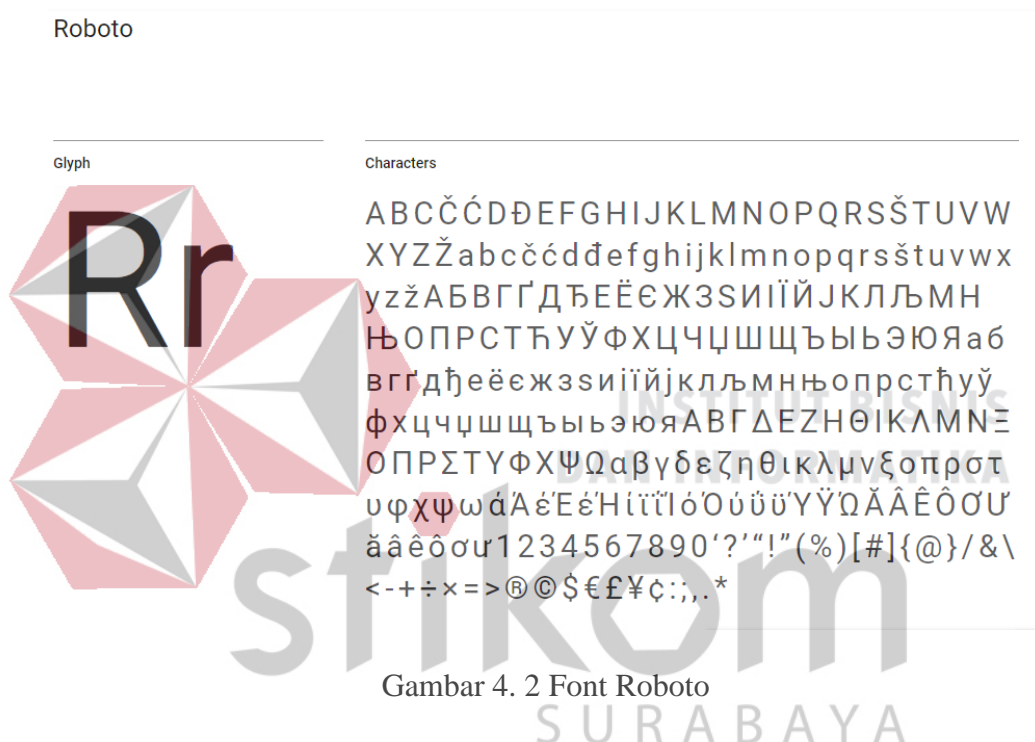 Roboto
Glyph
Characters
Rr
ABCČĆDĐEFGHIJKLMNOPQRSŠTUVW
XYZŽabcčćdđefghijklmnopqrsštuvwx
yzžАБВГҐДЂЕЁЄЖЗЅИІЇЙЈКЛЉМН
ЊОПРСТЋУЎФХЦЧЏШЩЪЫЬЭЮЯаб
вгґдђеёєжзѕиіїйјклљмнњопрстћуў
фхцчџшщъыьэюяΑΒΓΔΕΖΗΘΙΚΛΜΝΞ
ΟΠΡΣΤΥΦΧΨΩαβγδεζηθικλμνξοπρστ
υφχψωάΆέΈέΉίϊΐΊόΌύΰϋΎΫΏĂÂÊÔƠƯ
ăâêôơư1234567890‘?’“!”(%)[#]{@}/&\
<-+÷×=>®©$€£¥¢:;,.*
INSTITUT BISNIS
DAN INFORMATIKA
stikom
SURABAYA
Gambar 4. 2 Font Roboto